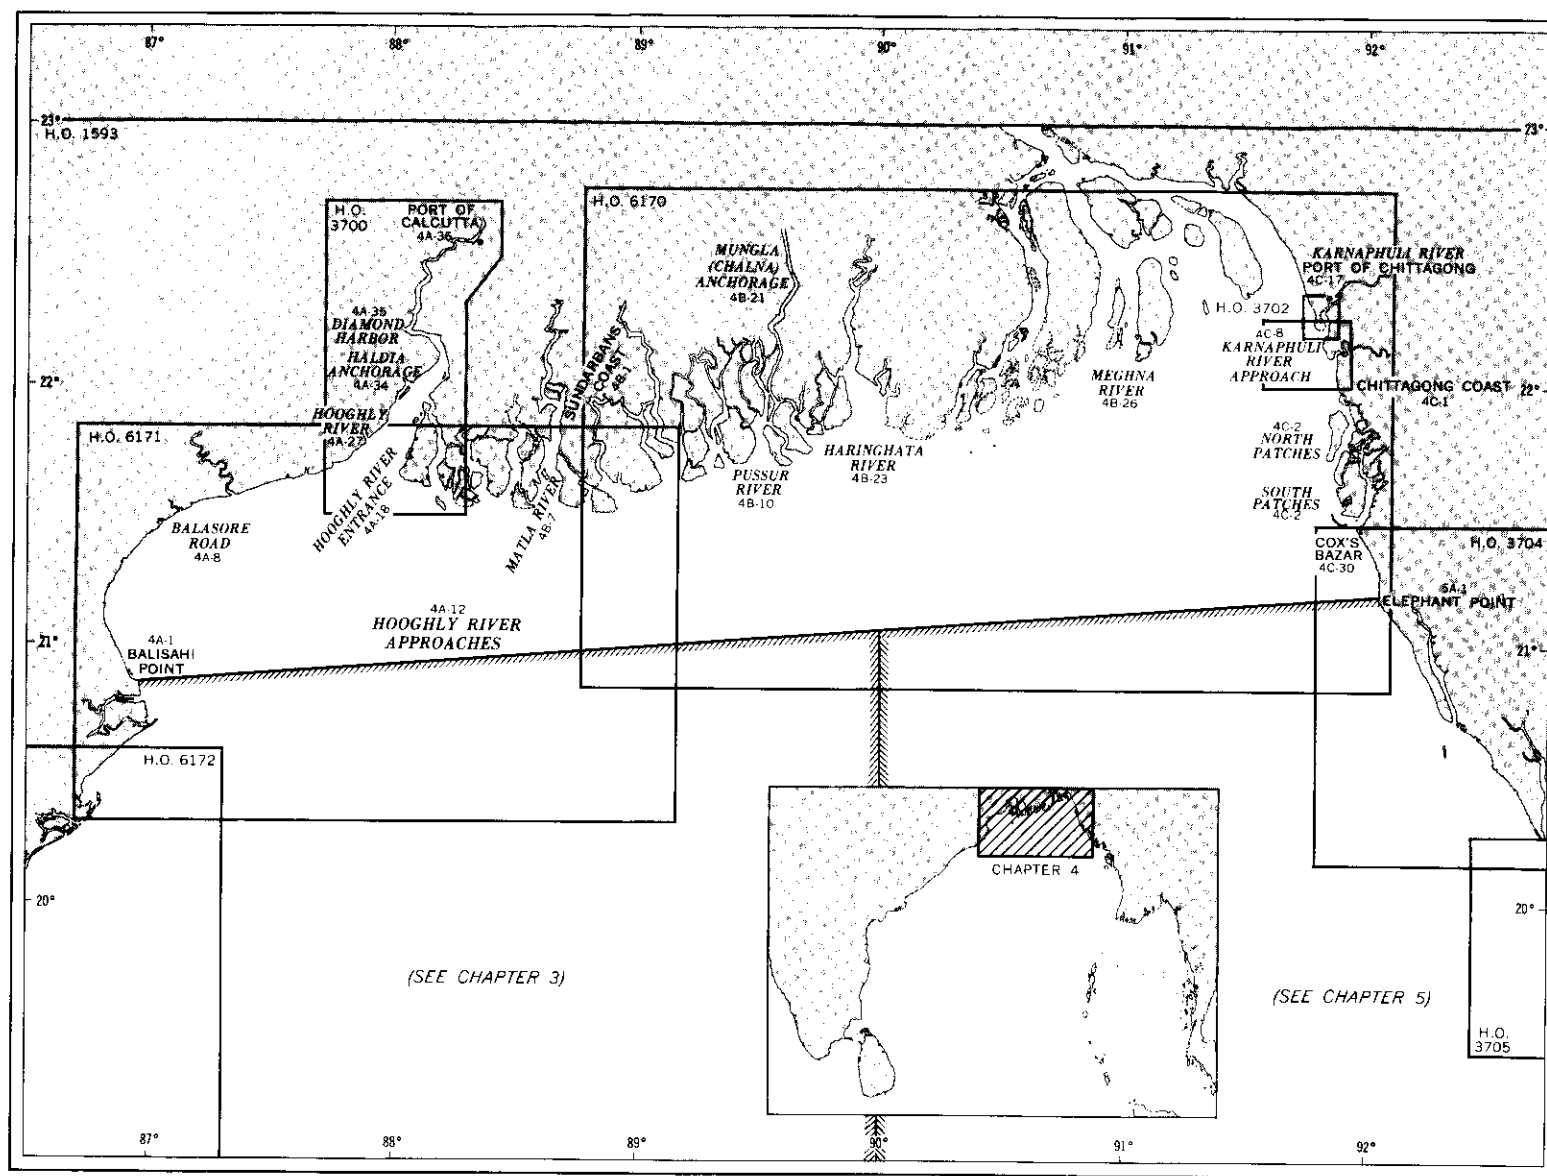 87°
88°
89°
90°
91°
92°
23°
23°
H.O. 1593
H.O.
3700
PORT OF
CALCUTTA
4A-36
H.O. 6170
MUNGLA
(CHALNA)
ANCHORAGE
4B-21
KARNAPHULI RIVER
PORT OF CHITTAGONG
4C-17
H.O. 3702
4A-35
DIAMOND
HARBOR
HALDIA
ANCHORAGE
4A-34
SUNDARBANS
COAST
4B-1
4C-8
KARNAPHULI
RIVER
APPROACH
22°
MEGHNA
RIVER
4B-26
CHITTAGONG COAST
4C-1
22°
HOOGHLY
RIVER
4A-27
H.O. 6171
4C-2
NORTH
PATCHES
HARINGHATA
RIVER
4B-23
HOOGHLY RIVER
ENTRANCE
4A-18
MATLA RIVER
4B-7
PUSSUR
RIVER
4B-10
SOUTH
PATCHES
4C-2
BALASORE
ROAD
4A-8
COX'S
BAZAR
4C-30
H.O. 3704
5A-1
ELEPHANT POINT
4A-12
HOOGHLY RIVER
APPROACHES
21°
4A-1
BALISAHI
POINT
21°
H.O. 6172
CHAPTER 4
20°
20°
(SEE CHAPTER 3)
(SEE CHAPTER 5)
H.O.
3705
87°
88°
89°
90°
91°
92°